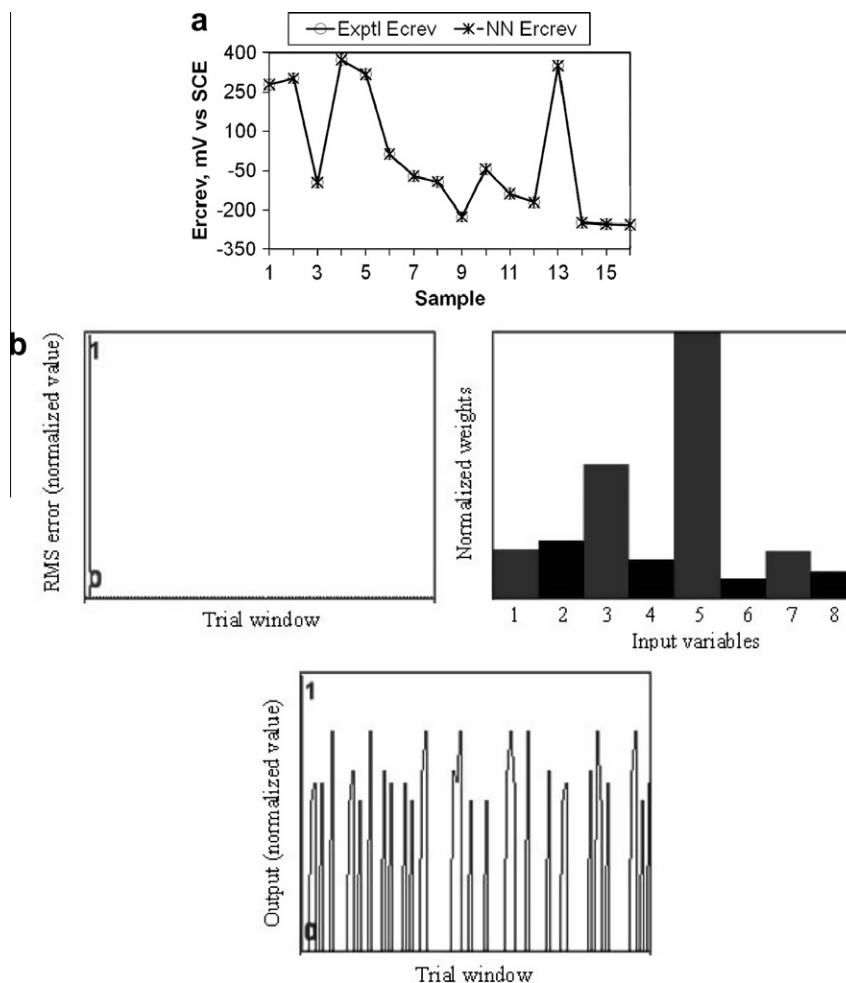 a
Exptl Ecrev NN Ercrev
Ercrev, mV vs SCE
400
250
100
-50
-200
-350
1 3 5 7 9 11 13 15
Sample
b
RMS error (normalized value)
1
0
Trial window
Normalized weights
1 2 3 4 5 6 7 8
Input variables
Output (normalized value)
1
0
Trial window